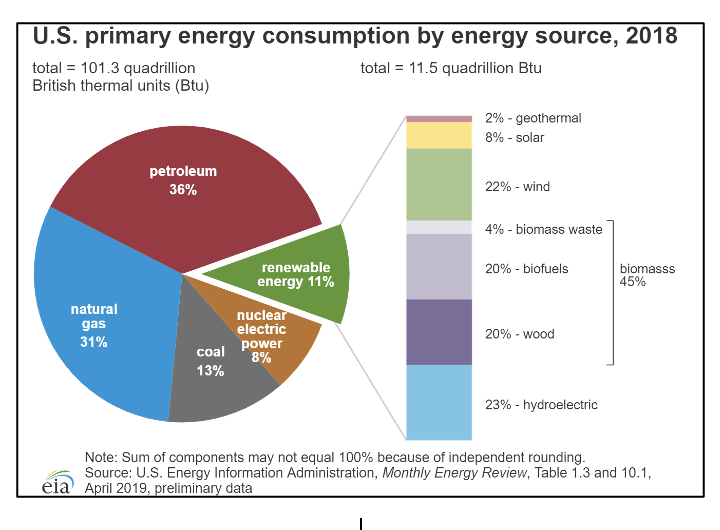 U.S. primary energy consumption by energy source, 2018
total = 101.3 quadrillion
British thermal units (Btu)
total = 11.5 quadrillion Btu
petroleum
36%
renewable
energy 11%
natural
gas
31%
nuclear
electric
power
8%
coal
13%
2% - geothermal
8% - solar
22% - wind
4% - biomass waste
20% - biofuels
20% - wood
biomasss
45%
23% - hydroelectric
Note: Sum of components may not equal 100% because of independent rounding.
Source: U.S. Energy Information Administration, Monthly Energy Review, Table 1.3 and 10.1,
April 2019, preliminary data
eia